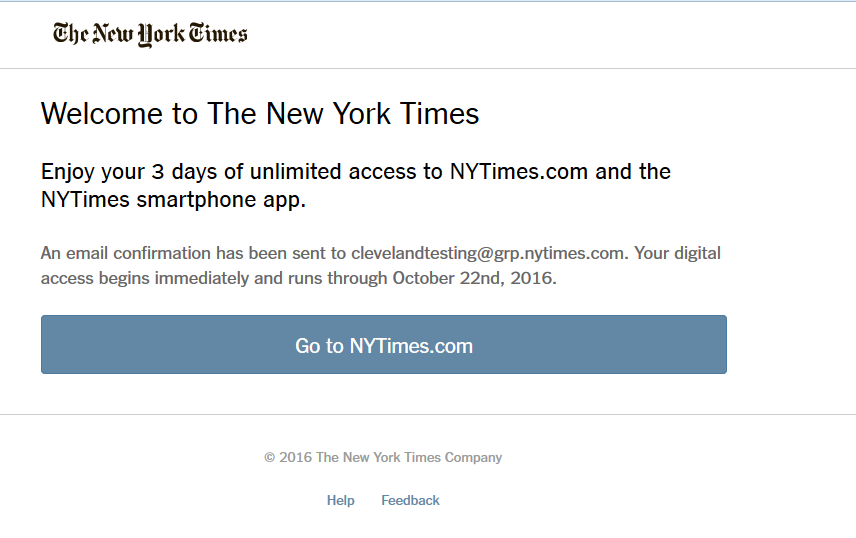 The New York Times
Welcome to The New York Times
Enjoy your 3 days of unlimited access to NYTimes.com and the
NYTimes smartphone app.
An email confirmation has been sent to clevelandtesting@grp.nytimes.com. Your digital
access begins immediately and runs through October 22nd, 2016.
Go to NYTimes.com
© 2016 The New York Times Company
Help Feedback